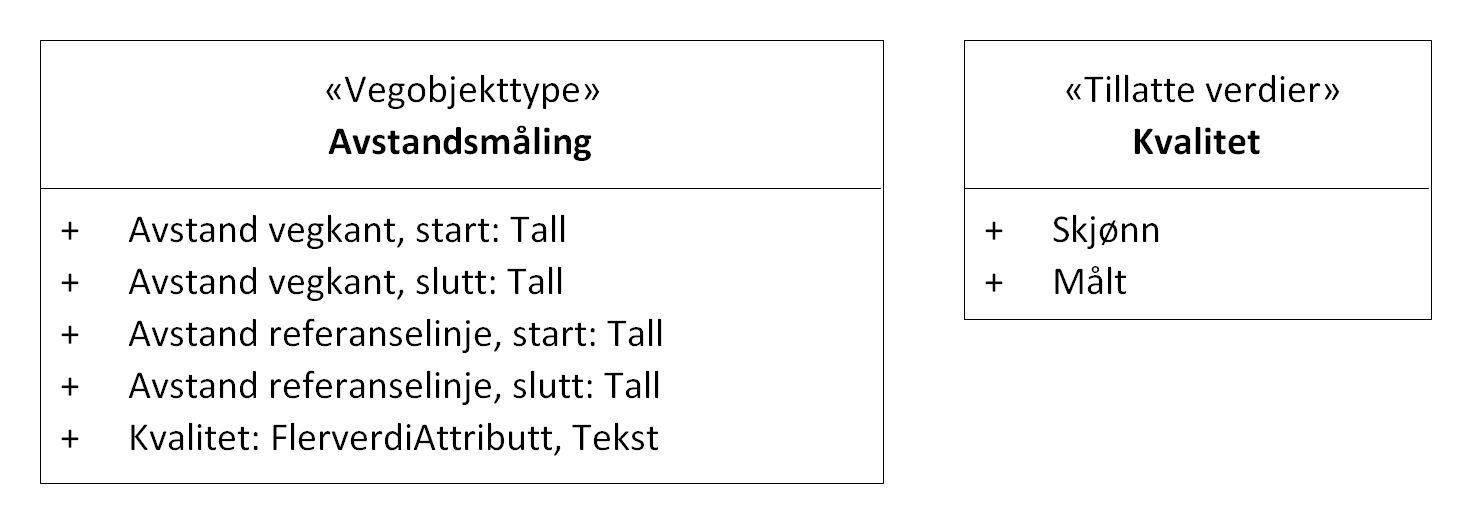 «Vegobjekttype»
Avstandsmåling
+ Avstand vegkant, start: Tall
+ Avstand vegkant, slutt: Tall
+ Avstand referanselinje, start: Tall
+ Avstand referanselinje, slutt: Tall
+ Kvalitet: FlerverdiAttributt, Tekst
«Tillatte verdier»
Kvalitet
+ Skjønn
+ Målt